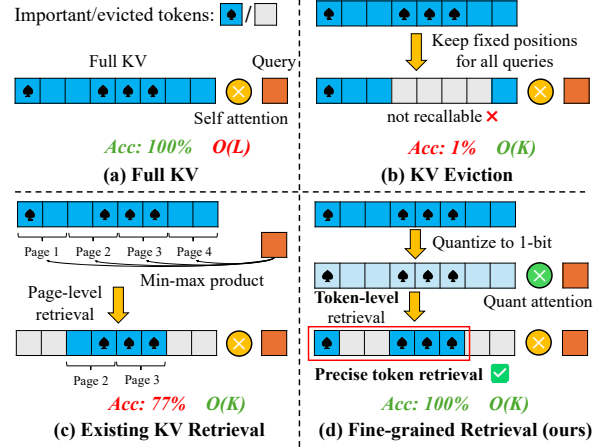 Important/evicted tokens: /
Full KV
Query
Self attention
Acc: 100% O(L)
(a) Full KV
Keep fixed positions
for all queries
not recallable
Acc: 1% O(K)
(b) KV Eviction
Page 1 Page 2 Page 3 Page 4
Min-max product
Page-level
retrieval
Page 2 Page 3
Acc: 77% O(K)
(c) Existing KV Retrieval
Quantize to 1-bit
Token-level
retrieval
Quant attention
Precise token retrieval
Acc: 100% O(K)
(d) Fine-grained Retrieval (ours)